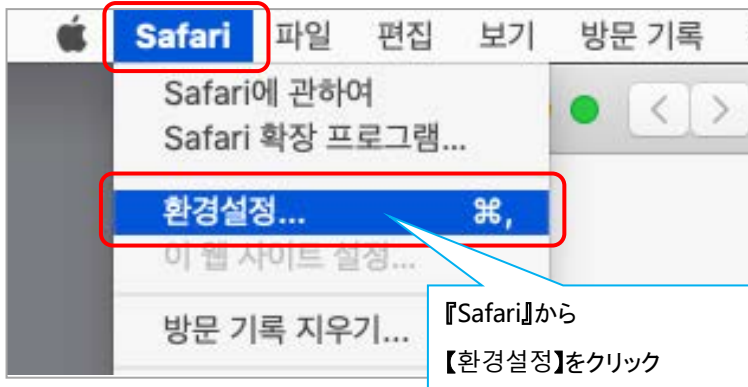 Safari 파일 편집 보기 방문 기록
Safari에 관하여
Safari 확장 프로그램...
환경설정... ⌘,
이 웹 사이트 설정...
방문 기록 지우기...
『Safari』から
【환경설정】をクリック